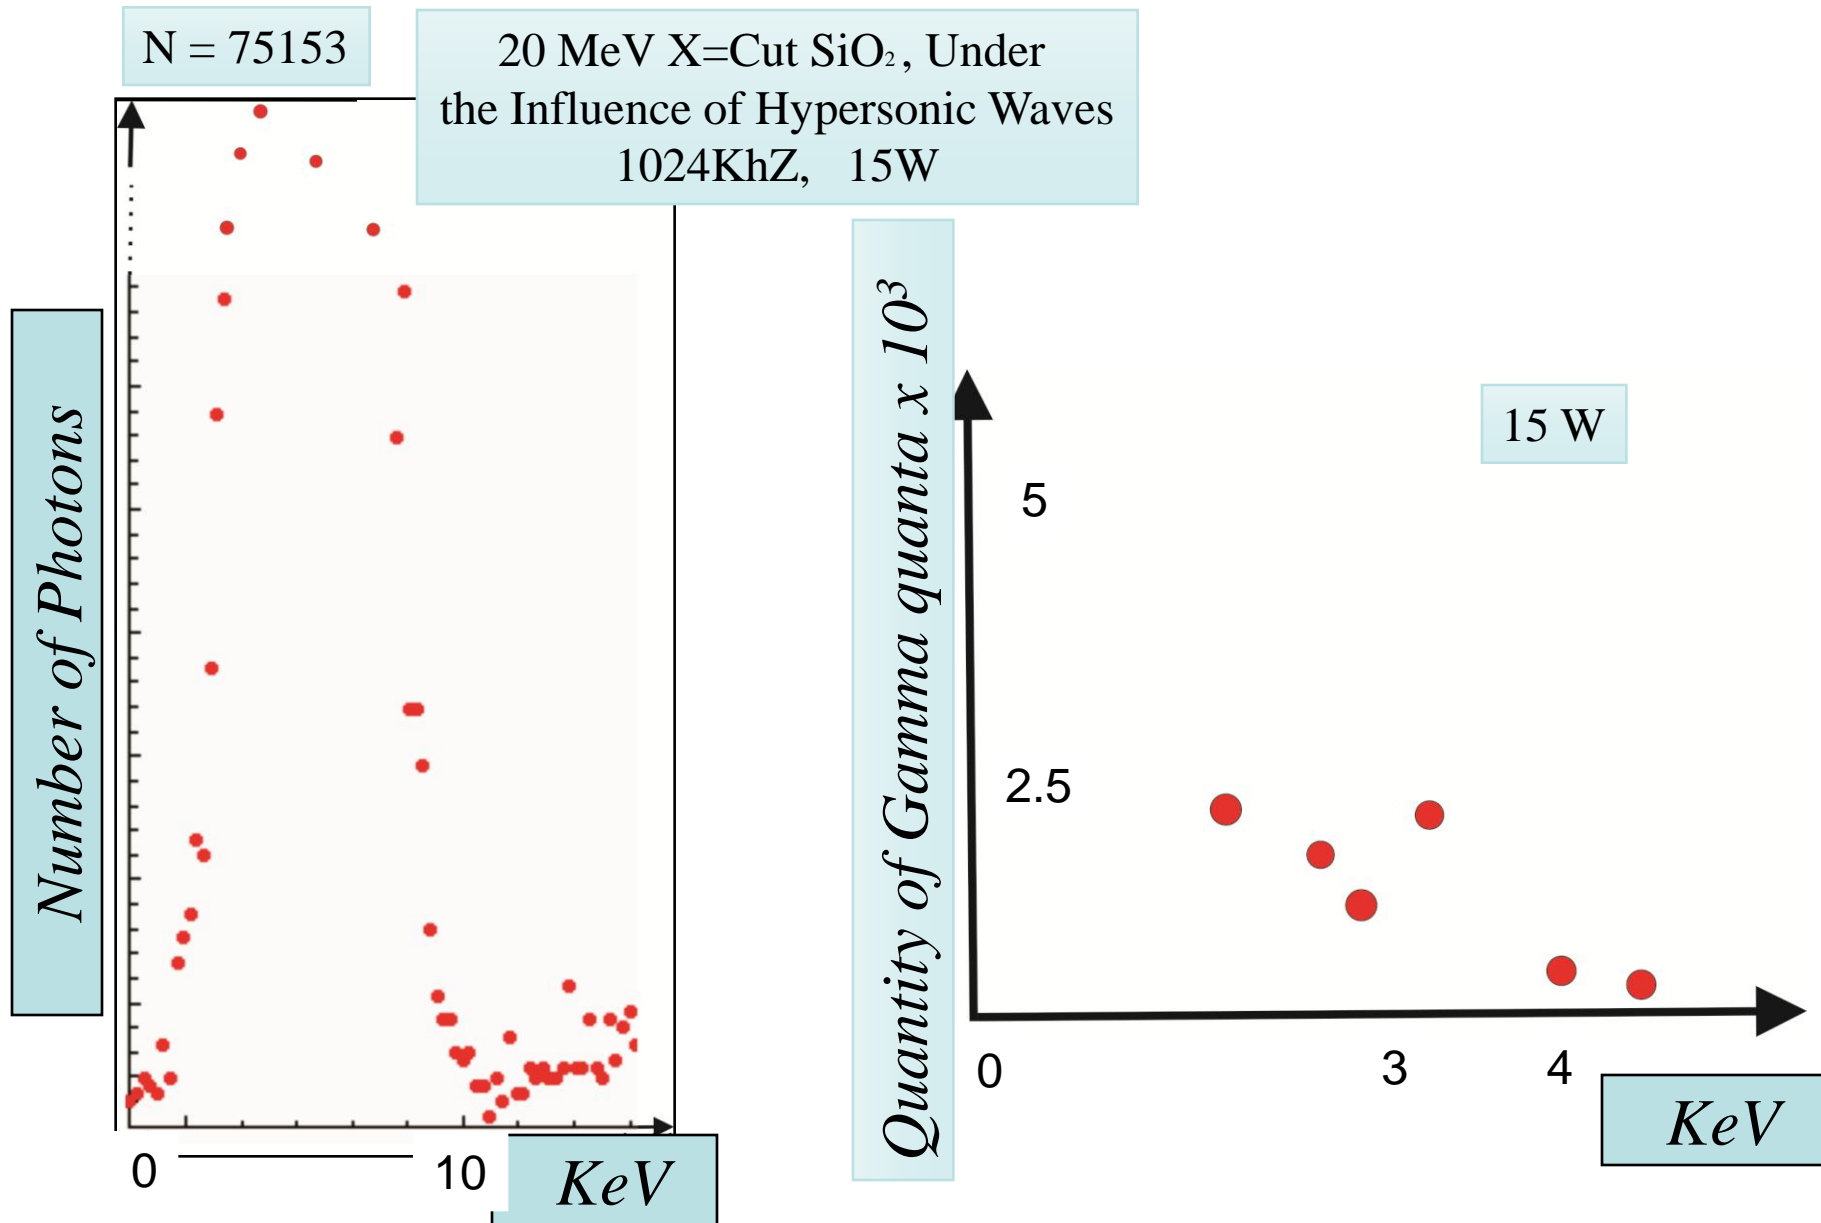 N = 75153
20 MeV X=Cut SiO₂, Under
the Influence of Hypersonic Waves
1024KhZ, 15W
Number of Photons
0
10
KeV
Quantity of Gamma quanta x 10³
15 W
5
2.5
0
3
4
KeV